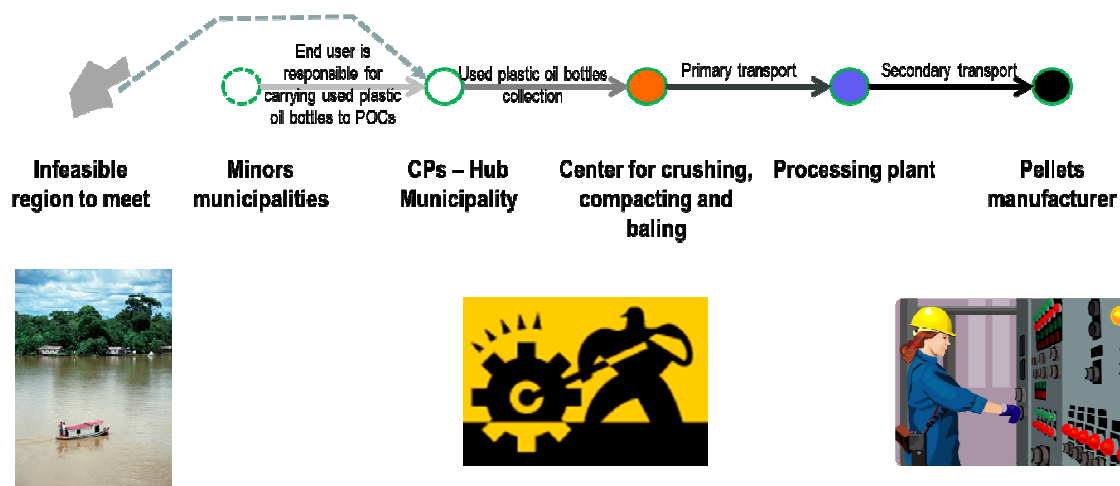 End user is
responsible for
carrying used plastic
oil bottles to POCs
Used plastic oil bottles
collection
Primary transport
Secondary transport
Infeasible
region to meet
Minors
municipalities
CPs – Hub
Municipality
Center for crushing,
compacting and
baling
Processing plant
Pellets
manufacturer
C